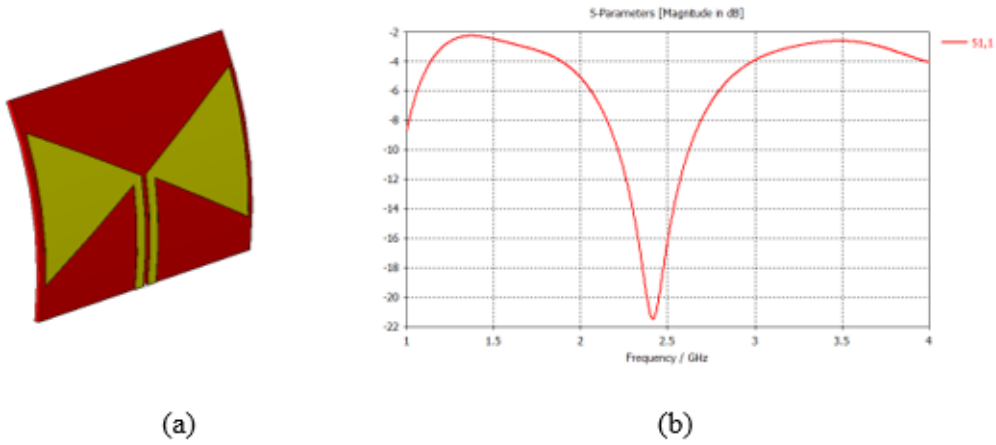 S-Parameters [Magnitude in dB]
-2
-4
-6
-8
-10
-12
-14
-16
-18
-20
-22
1 1.5 2 2.5 3 3.5 4
Frequency / GHz
S1,1
(a) (b)